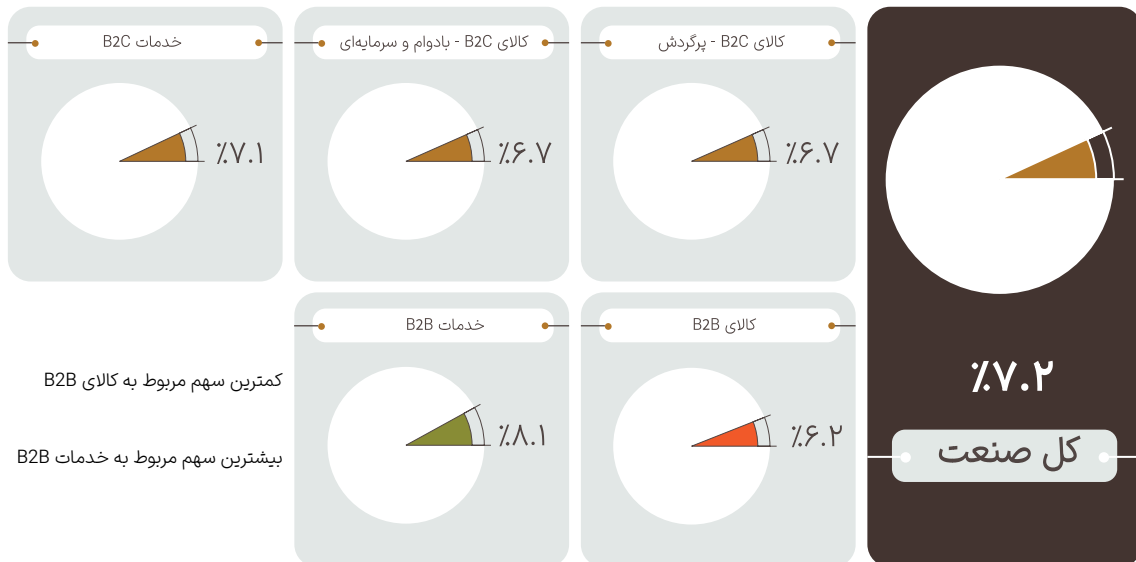 کالای B2C - پرگردش
٪۶.۷
کالای B2C - بادوام و سرمایه‌ای
٪۶.۷
خدمات B2C
٪۷.۱
٪۷.۲
کل صنعت
کالای B2B
٪۶.۲
خدمات B2B
٪۸.۱
کمترین سهم مربوط به کالای B2B
بیشترین سهم مربوط به خدمات B2B